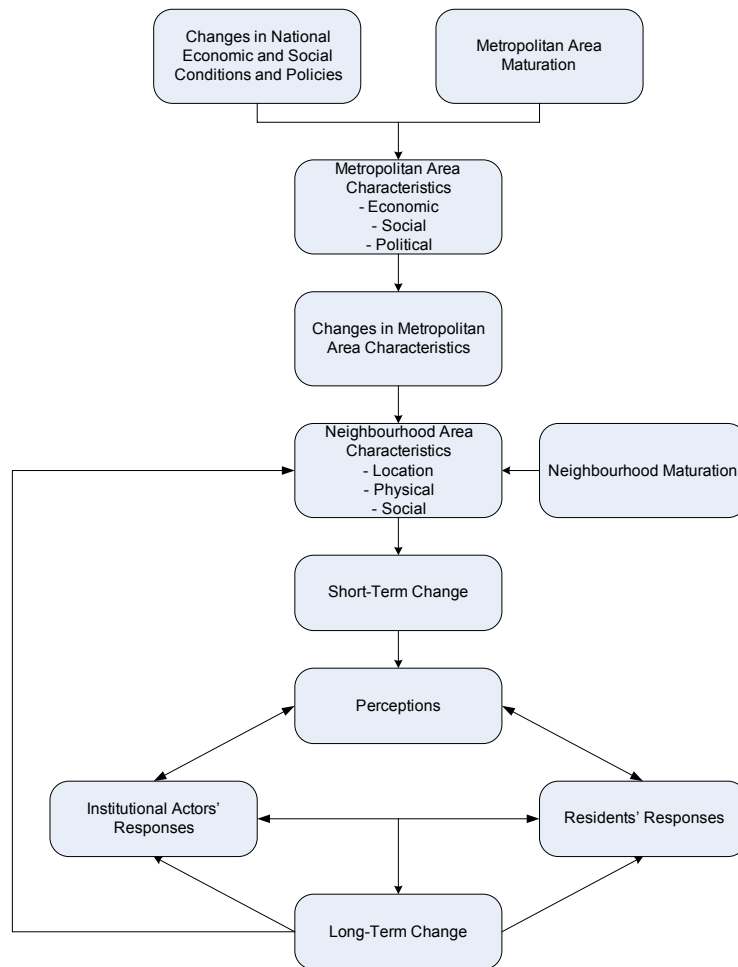 Changes in National
Economic and Social
Conditions and Policies
Metropolitan Area
Maturation
Metropolitan Area
Characteristics
- Economic
- Social
- Political
Changes in Metropolitan
Area Characteristics
Neighbourhood Area
Characteristics
- Location
- Physical
- Social
Neighbourhood Maturation
Short-Term Change
Perceptions
Institutional Actors’
Responses
Residents’ Responses
Long-Term Change